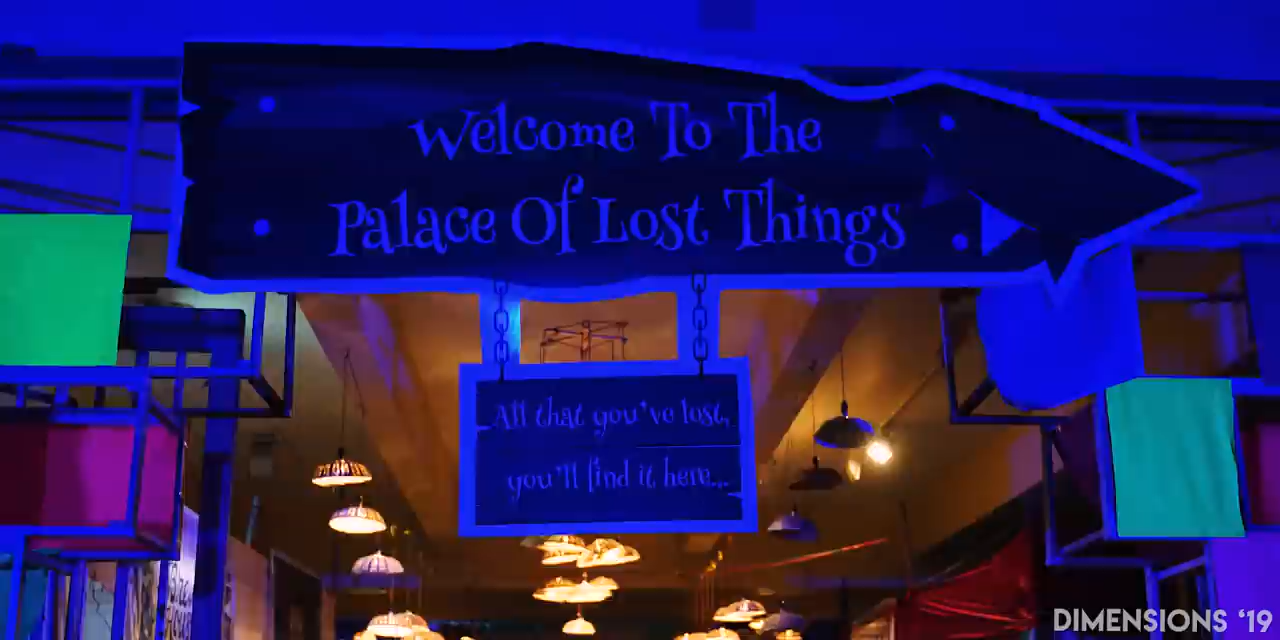 Welcome To The
Palace Of Lost Things
All that you've lost,
you'll find it here...
DIMENSIONS '19